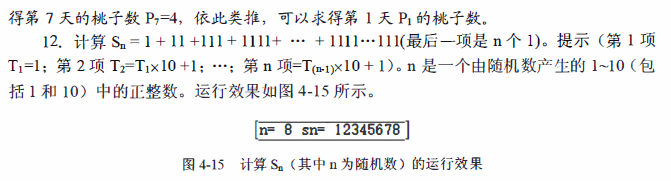 得第 7 天的桃子数 P₇=4，依此类推，可以求得第 1 天 P₁ 的桃子数。
12．计算 Sₙ = 1 + 11 +111 + 1111+ … + 1111…111(最后一项是 n 个 1)。提示（第 1 项
T₁=1；第 2 项 T₂=T₁×10 +1；…；第 n 项=T₍ₙ₋₁₎×10 + 1）。n 是一个由随机数产生的 1~10（包
括 1 和 10）中的正整数。运行效果如图 4-15 所示。
n= 8 sn= 12345678
图 4-15 计算 Sₙ（其中 n 为随机数）的运行效果